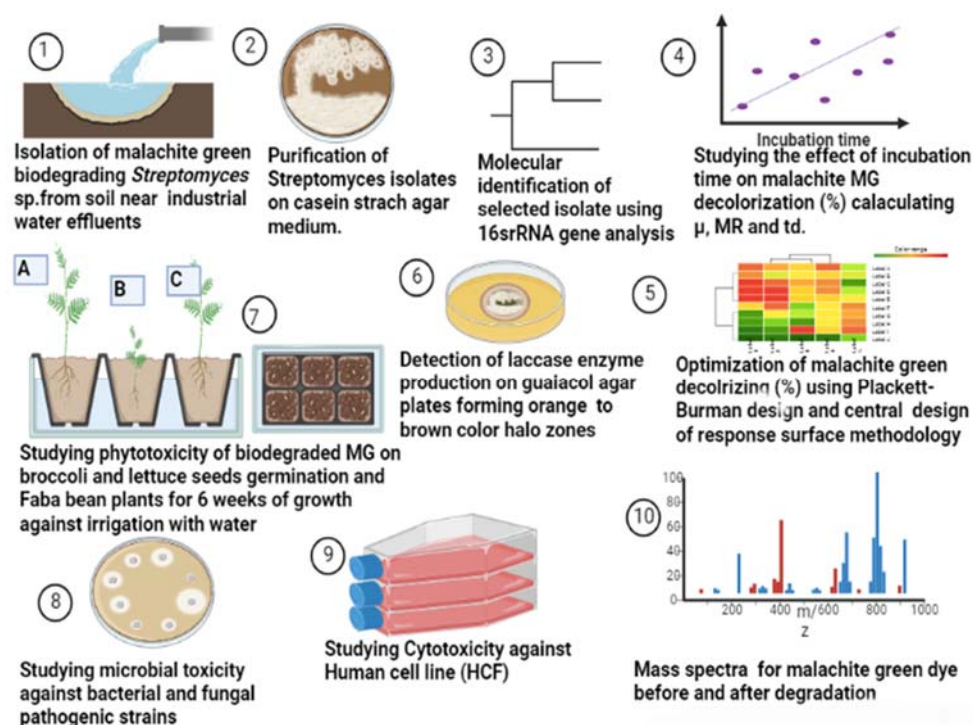 1
Isolation of malachite green
biodegrading Streptomyces
sp.from soil near industrial
water effluents
2
Purification of
Streptomyces isolates
on casein strach agar
medium.
3
Molecular
identification of
selected isolate using
16srRNA gene analysis
4
Incubation time
Studying the effect of incubation
time on malachite MG
decolorization (%) calaculating
μ, MR and td.
A
B
C
7
Studying phytotoxicity of biodegraded MG on
broccoli and lettuce seeds germination and
Faba bean plants for 6 weeks of growth
against irrigation with water
6
Detection of laccase enzyme
production on guaiacol agar
plates forming orange to
brown color halo zones
5
Optimization of malachite green
decolrizing (%) using Plackett-
Burman design and central design
of response surface methodology
8
Studying microbial toxicity
against bacterial and fungal
pathogenic strains
9
Studying Cytotoxicity against
Human cell line (HCF)
10
100
80
60
40
20
0
200 400 600 800 1000
m/
z
Mass spectra for malachite green dye
before and after degradation